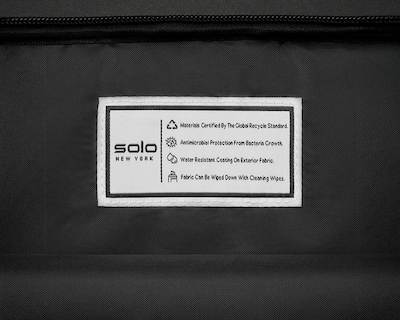 solo
NEW YORK
Materials Certified By The Global Recycle Standard.
Antimicrobial Protection From Bacteria Growth.
Water Resistant Coating On Exterior Fabric.
Fabric Can Be Wiped Down With Cleaning Wipes.